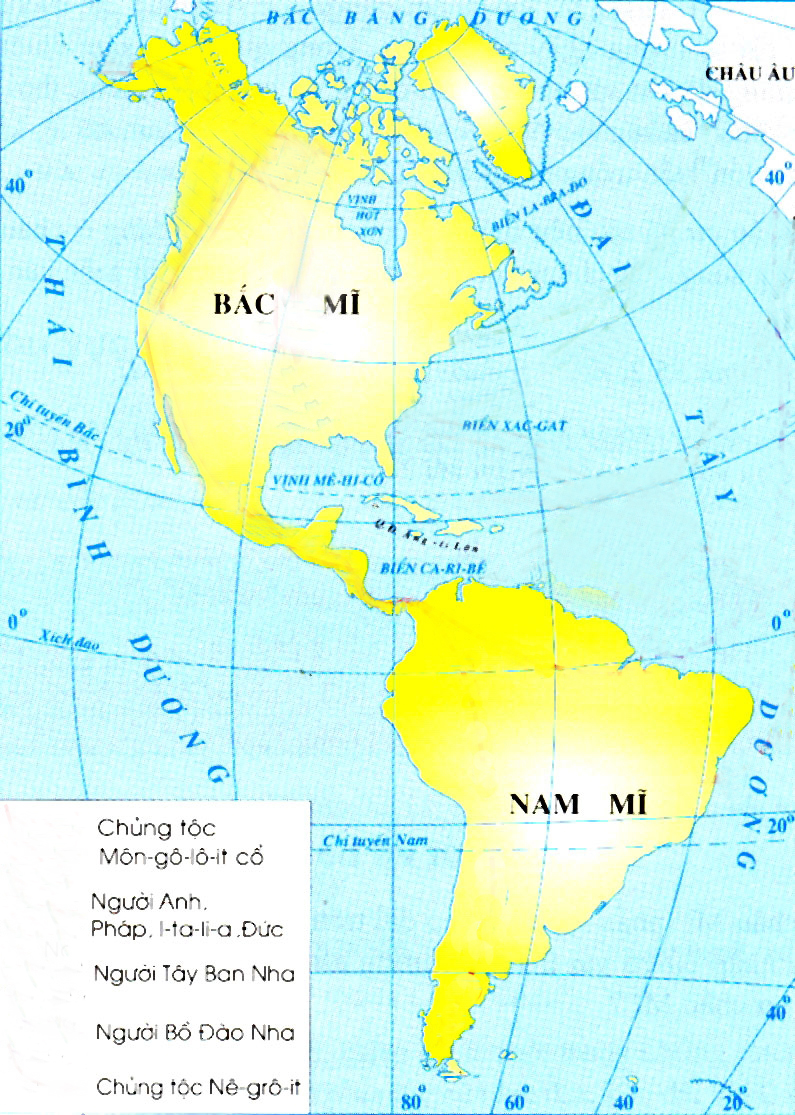 BẮC BĂNG DƯƠNG
CHÂU ÂU
40°
40°
VỊNH
HỚT
-XƠN
BIỂN LA-BRA-ĐO
ĐẠI
TÂY
DƯƠNG
THÁI
BÌNH
DƯƠNG
BẮC MĨ
Chí tuyến Bắc
20°
BIỂN XAC-GAT
VỊNH MÊ-HI-CÔ
Q.Đ. Ăng -ti Lớn
BIỂN CA-RI-BÊ
0°
0°
Xích đạo
NAM MĨ
20°
Chí tuyến Nam
Chủng tộc
Môn-gô-lô-it cổ
Người Anh,
Pháp, I-ta-li-a ,Đức
Người Tây Ban Nha
Người Bồ Đào Nha
Chủng tộc Nê-grô-it
40°
80°
60°
40°
20°